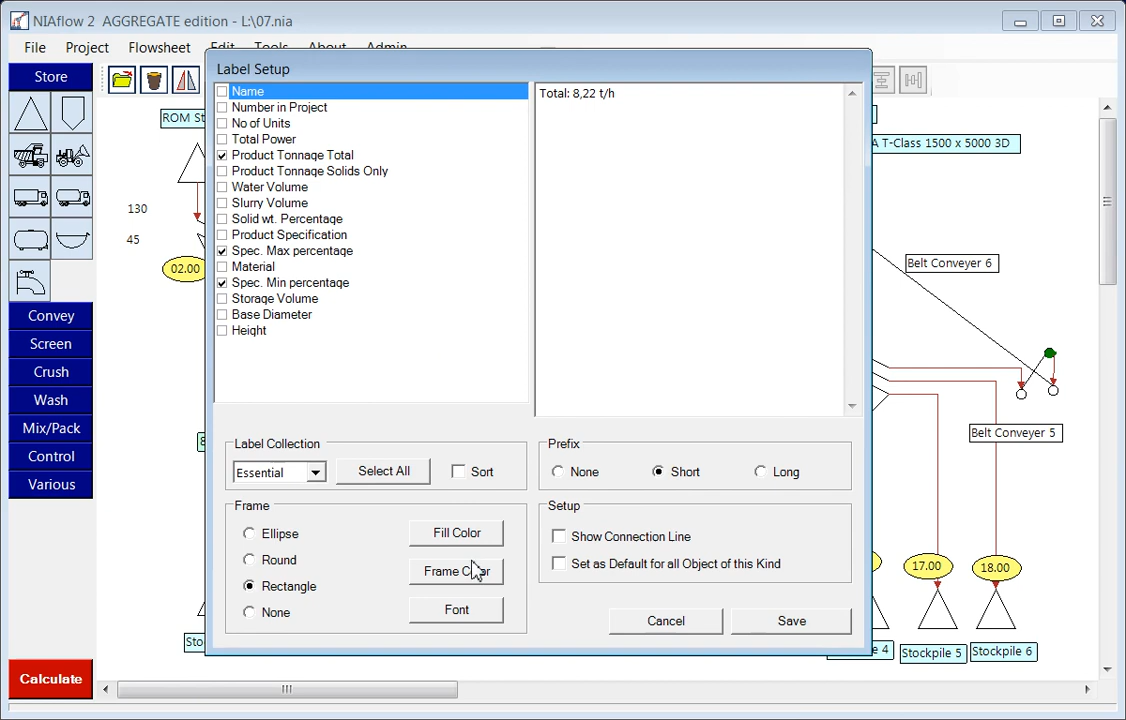 NIAflow 2 AGGREGATE edition - L:\07.nia
File
Project
Flowsheet
Store
ROM St
130
45
02.00
Convey
Screen
Crush
Wash
Mix/Pack
Control
Various
Calculate
Sto
Label Setup
Name
Number in Project
No of Units
Total Power
Product Tonnage Total
Product Tonnage Solids Only
Water Volume
Slurry Volume
Solid wt. Percentage
Product Specification
Spec. Max percentage
Material
Spec. Min percentage
Storage Volume
Base Diameter
Height
Total: 8,22 t/h
Label Collection
Essential
Select All
Sort
Prefix
None
Short
Long
Frame
Ellipse
Round
Rectangle
None
Fill Color
Frame Color
Font
Setup
Show Connection Line
Set as Default for all Object of this Kind
Cancel
Save
A T-Class 1500 x 5000 3D
Belt Conveyer 6
Belt Conveyer 5
17.00
18.00
e 4
Stockpile 5
Stockpile 6